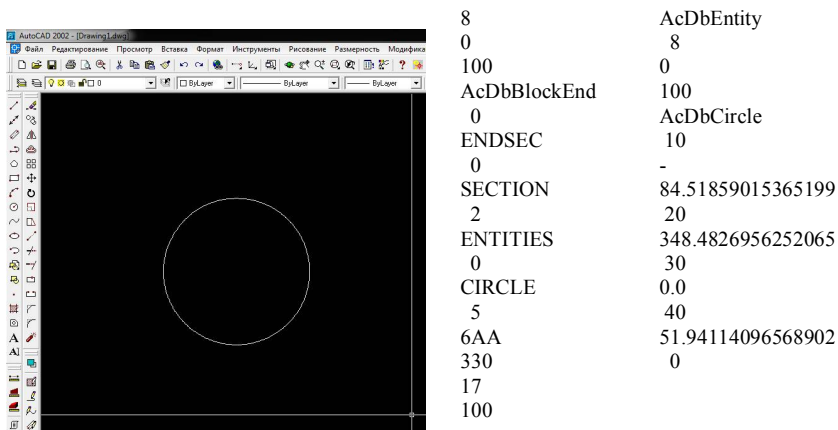 AutoCAD 2002 - [Drawing1.dwg]
Файл Редактирование Просмотр Вставка Формат Инструменты Рисование Размерность Модифика
0 ByLayer ByLayer ByLayer
A
A
8
0
100
AcDbBlockEnd
0
ENDSEC
0
SECTION
2
ENTITIES
0
CIRCLE
5
6AA
330
17
100
AcDbEntity
8
0
100
AcDbCircle
10
-
84.51859015365199
20
348.4826956252065
30
0.0
40
51.94114096568902
0